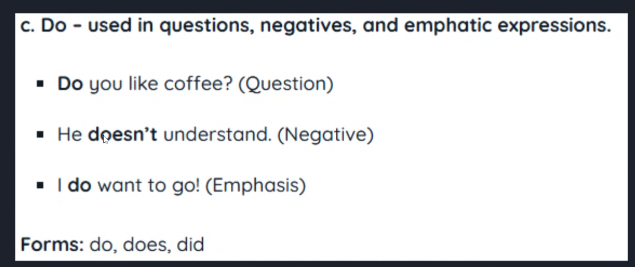 c. Do – used in questions, negatives, and emphatic expressions.
▪ Do you like coffee? (Question)
▪ He doesn't understand. (Negative)
▪ I do want to go! (Emphasis)
Forms: do, does, did